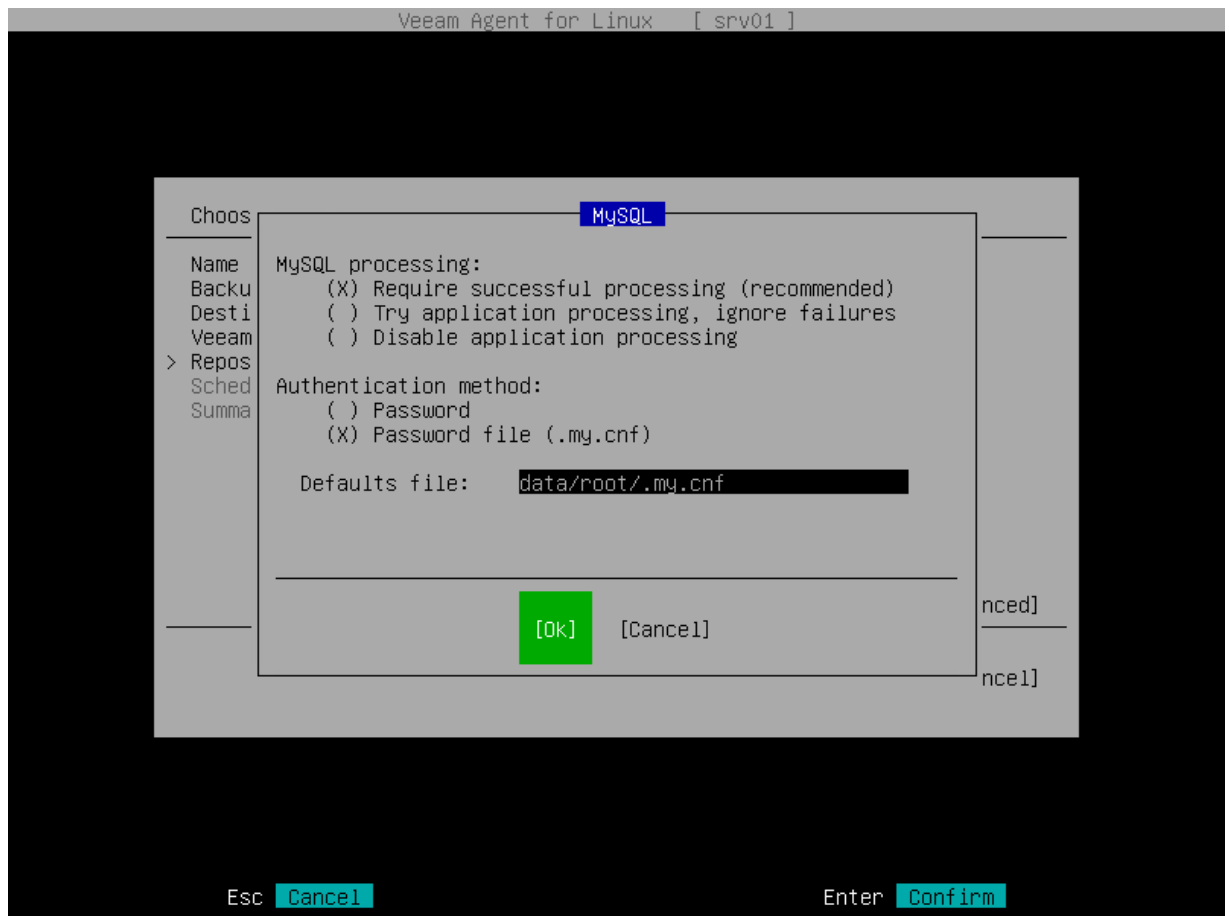 Veeam Agent for Linux [ srv01 ]
Choos
MySQL
Name
MySQL processing:
Backu
(X) Require successful processing (recommended)
Desti
( ) Try application processing, ignore failures
Veeam
( ) Disable application processing
> Repos
Sched
Authentication method:
Summa
( ) Password
(X) Password file (.my.cnf)
Defaults file: data/root/.my.cnf
nced]
[Ok] [Cancel]
ncel]
Esc Cancel Enter Confirm